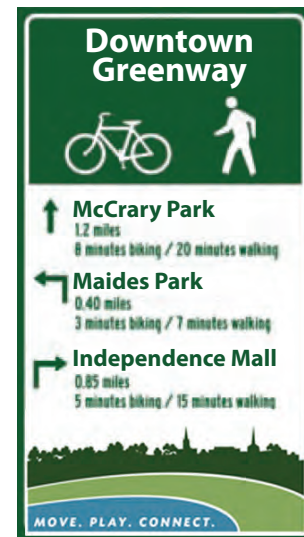 Downtown
Greenway
McCrary Park
1.2 miles
8 minutes biking / 20 minutes walking
Maides Park
0.40 miles
3 minutes biking / 7 minutes walking
Independence Mall
0.85 miles
5 minutes biking / 15 minutes walking
MOVE. PLAY. CONNECT.